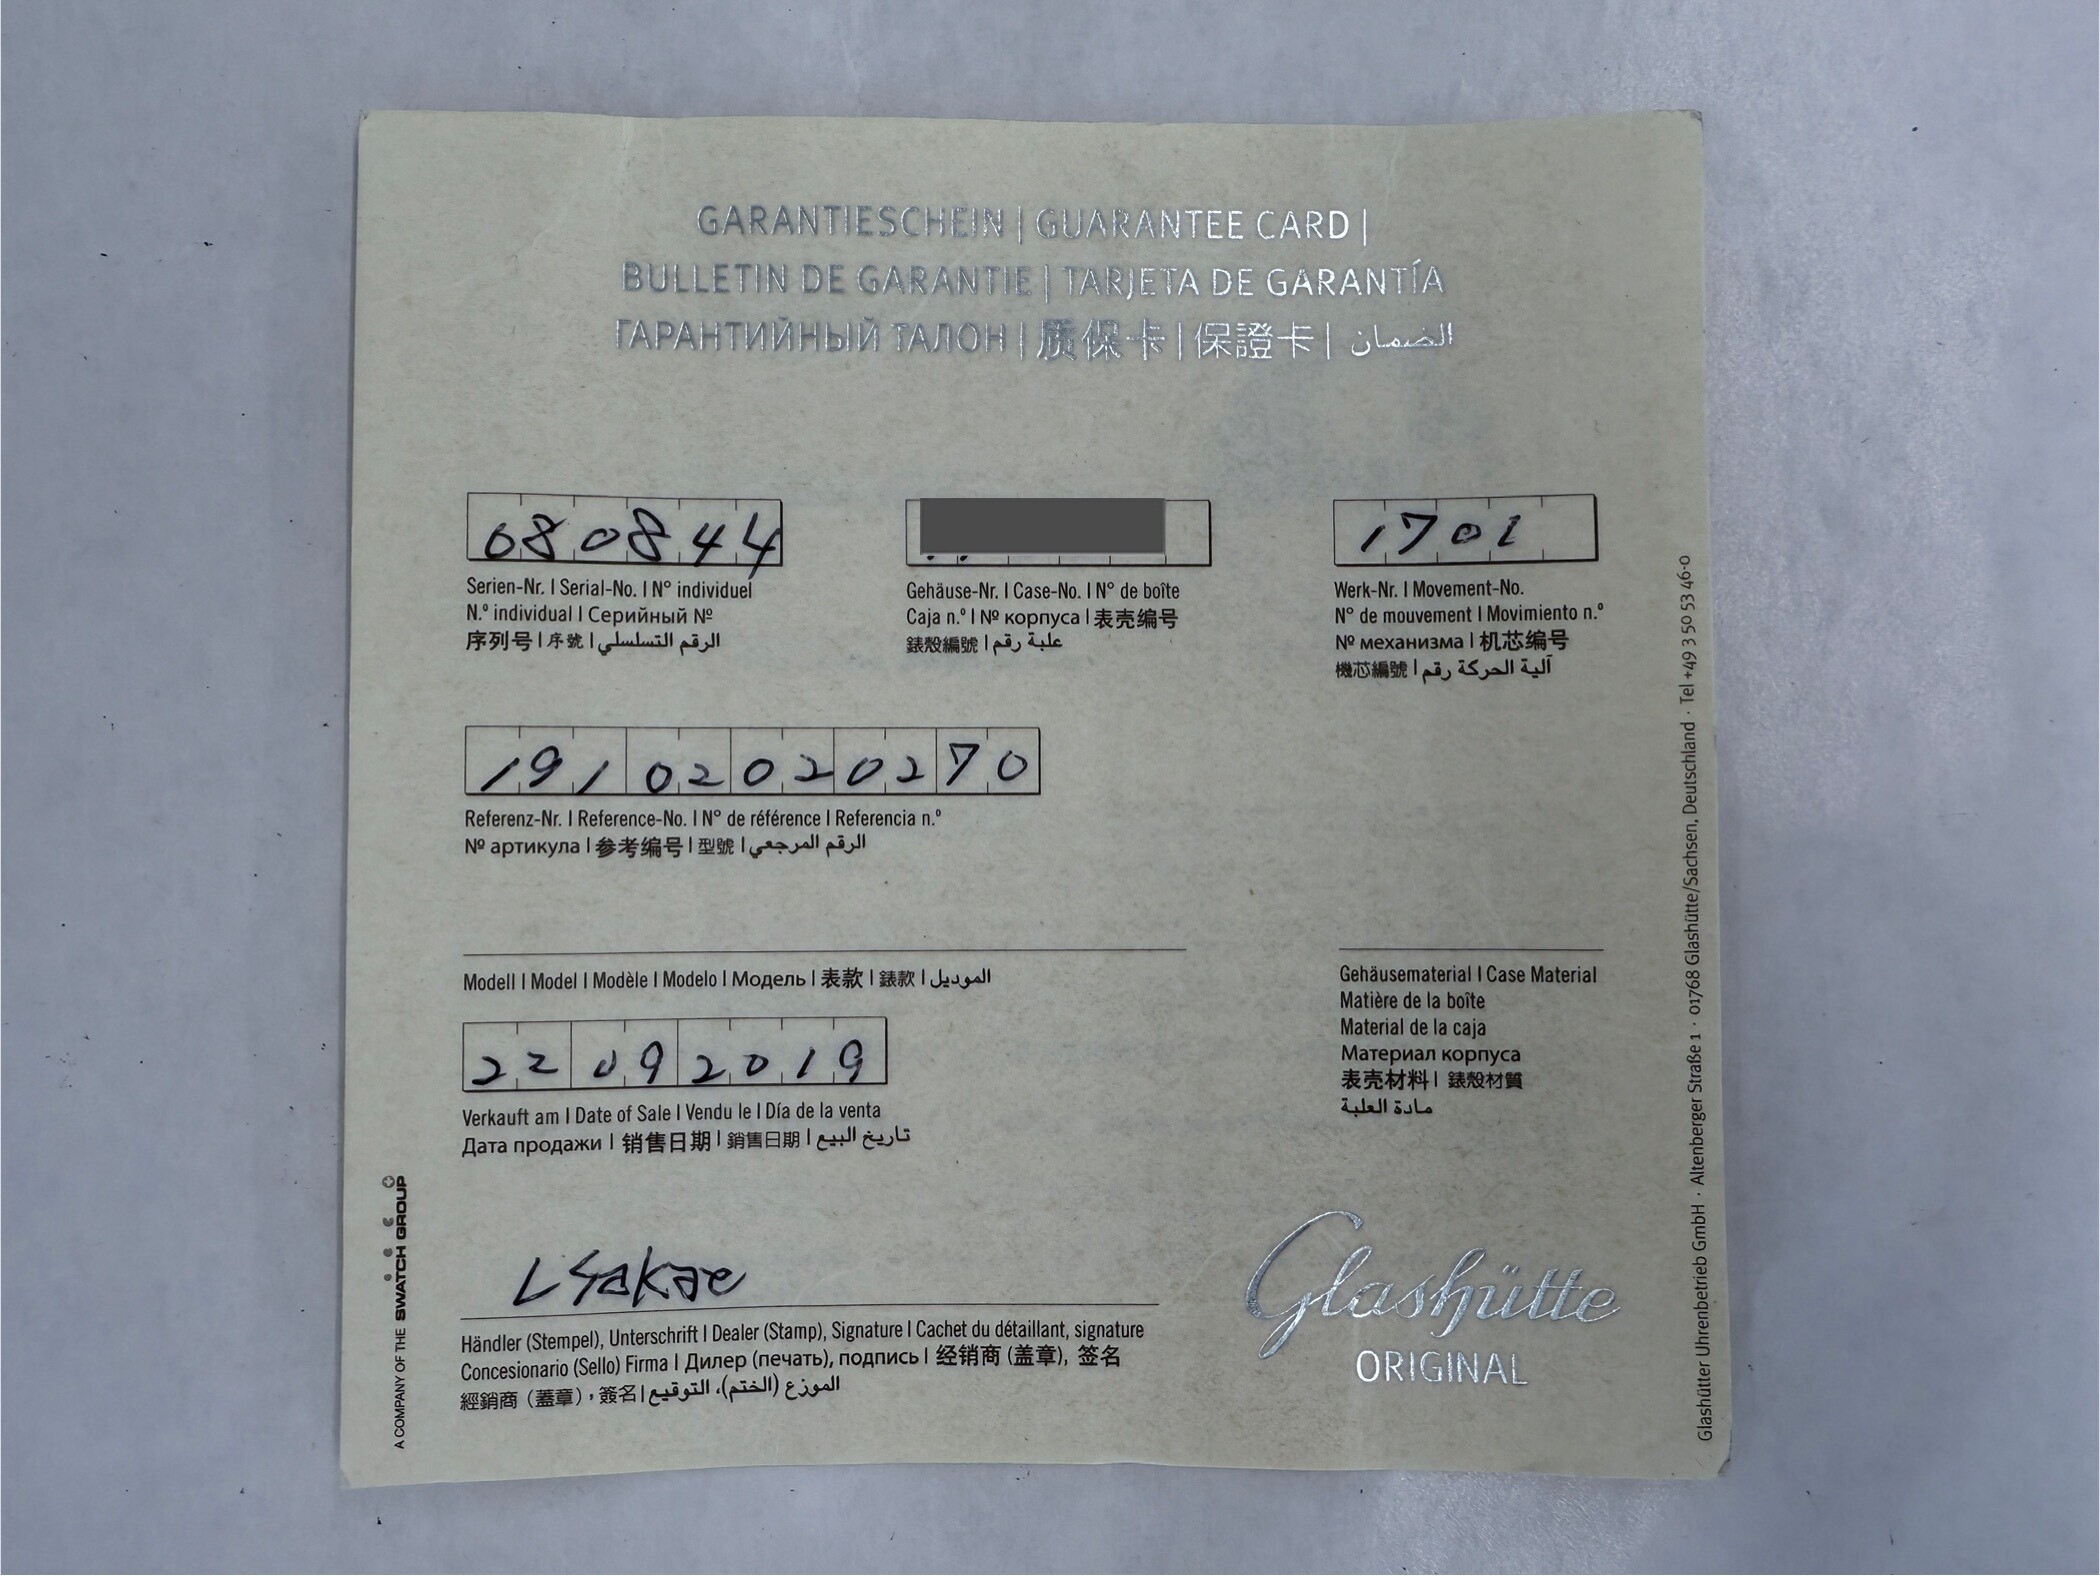 GARANTIESCHEIN | GUARANTEE CARD |
BULLETIN DE GARANTIE | TARJETA DE GARANTÍA
ГАРАНТИЙНЫЙ ТАЛОН | 质保卡 | 保證卡 | الضمان
080844
Serien-Nr. | Serial-No. | N° individuel
N.º individual | Серийный №
序列号 | 序號 | الرقم التسلسلي
Gehäuse-Nr. | Case-No. | N° de boîte
Caja n.º | № корпуса | 表壳编号
錶殼編號 | علبة رقم
1701
Werk-Nr. | Movement-No.
N° de mouvement | Movimiento n.º
№ механизма | 机芯编号
機芯編號 | آلية الحركة رقم
19102020270
Referenz-Nr. | Reference-No. | N° de référence | Referencia n.º
№ артикула | 参考编号 | 型號 | الرقم المرجعي
Modell | Model | Modèle | Modelo | Модель | 表款 | 錶款 | الموديل
Gehäusematerial | Case Material
Matière de la boîte
Material de la caja
Материал корпуса
表壳材料 | 錶殼材質
مادة العلبة
22092019
Verkauft am | Date of Sale | Vendu le | Día de la venta
Дата продажи | 销售日期 | 銷售日期 | تاريخ البيع
Händler (Stempel), Unterschrift | Dealer (Stamp), Signature | Cachet du détaillant, signature
Concesionario (Sello) Firma | Дилер (печать), подпись | 经销商 (盖章), 签名
經銷商（蓋章），簽名 | الموزع (الختم)، التوقيع
Glashütte
ORIGINAL
A COMPANY OF THE SWATCH GROUP
Glashütter Uhrenbetrieb GmbH · Altenberger Straße 1 · 01768 Glashütte/Sachsen, Deutschland · Tel +49 3 50 53 46-0